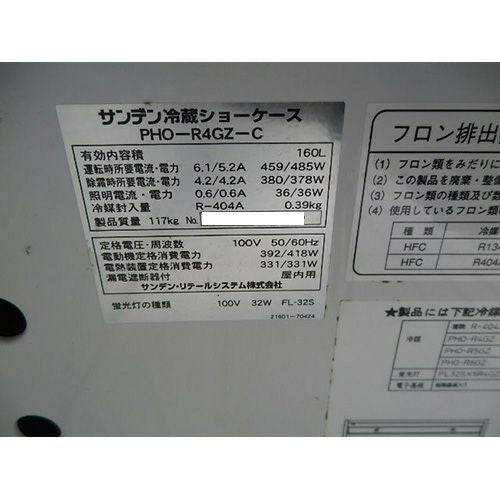 サンデン冷蔵ショーケース
PHO-R4GZ-C
有効内容積 160L
運転時所要電流・電力 6.1/5.2A 459/485W
除霜時所要電流・電力 4.2/4.2A 380/378W
照明電流・電力 0.6/0.6A 36/36W
冷媒封入量 R-404A 0.39kg
製品質量 117kg No.
定格電圧・周波数 100V 50/60Hz
電動機定格消費電力 392/418W
電熱装置定格消費電力 331/331W
漏電遮断器付 屋内用
サンデン・リテールシステム株式会社
蛍光灯の種類 100V 32W FL-32S
21601-70424
フロン排出
(1) フロン類をみだりに
(2) この製品を廃棄・整備
(3) フロン類の種類及び数
(4) 使用しているフロン
種類 冷媒
HFC R13
HFC R404
★製品には下記冷媒
冷媒 R-404
PHO-R4GZ
PHO-R5GZ
PHO-R6GZ
蛍光灯
電子基板